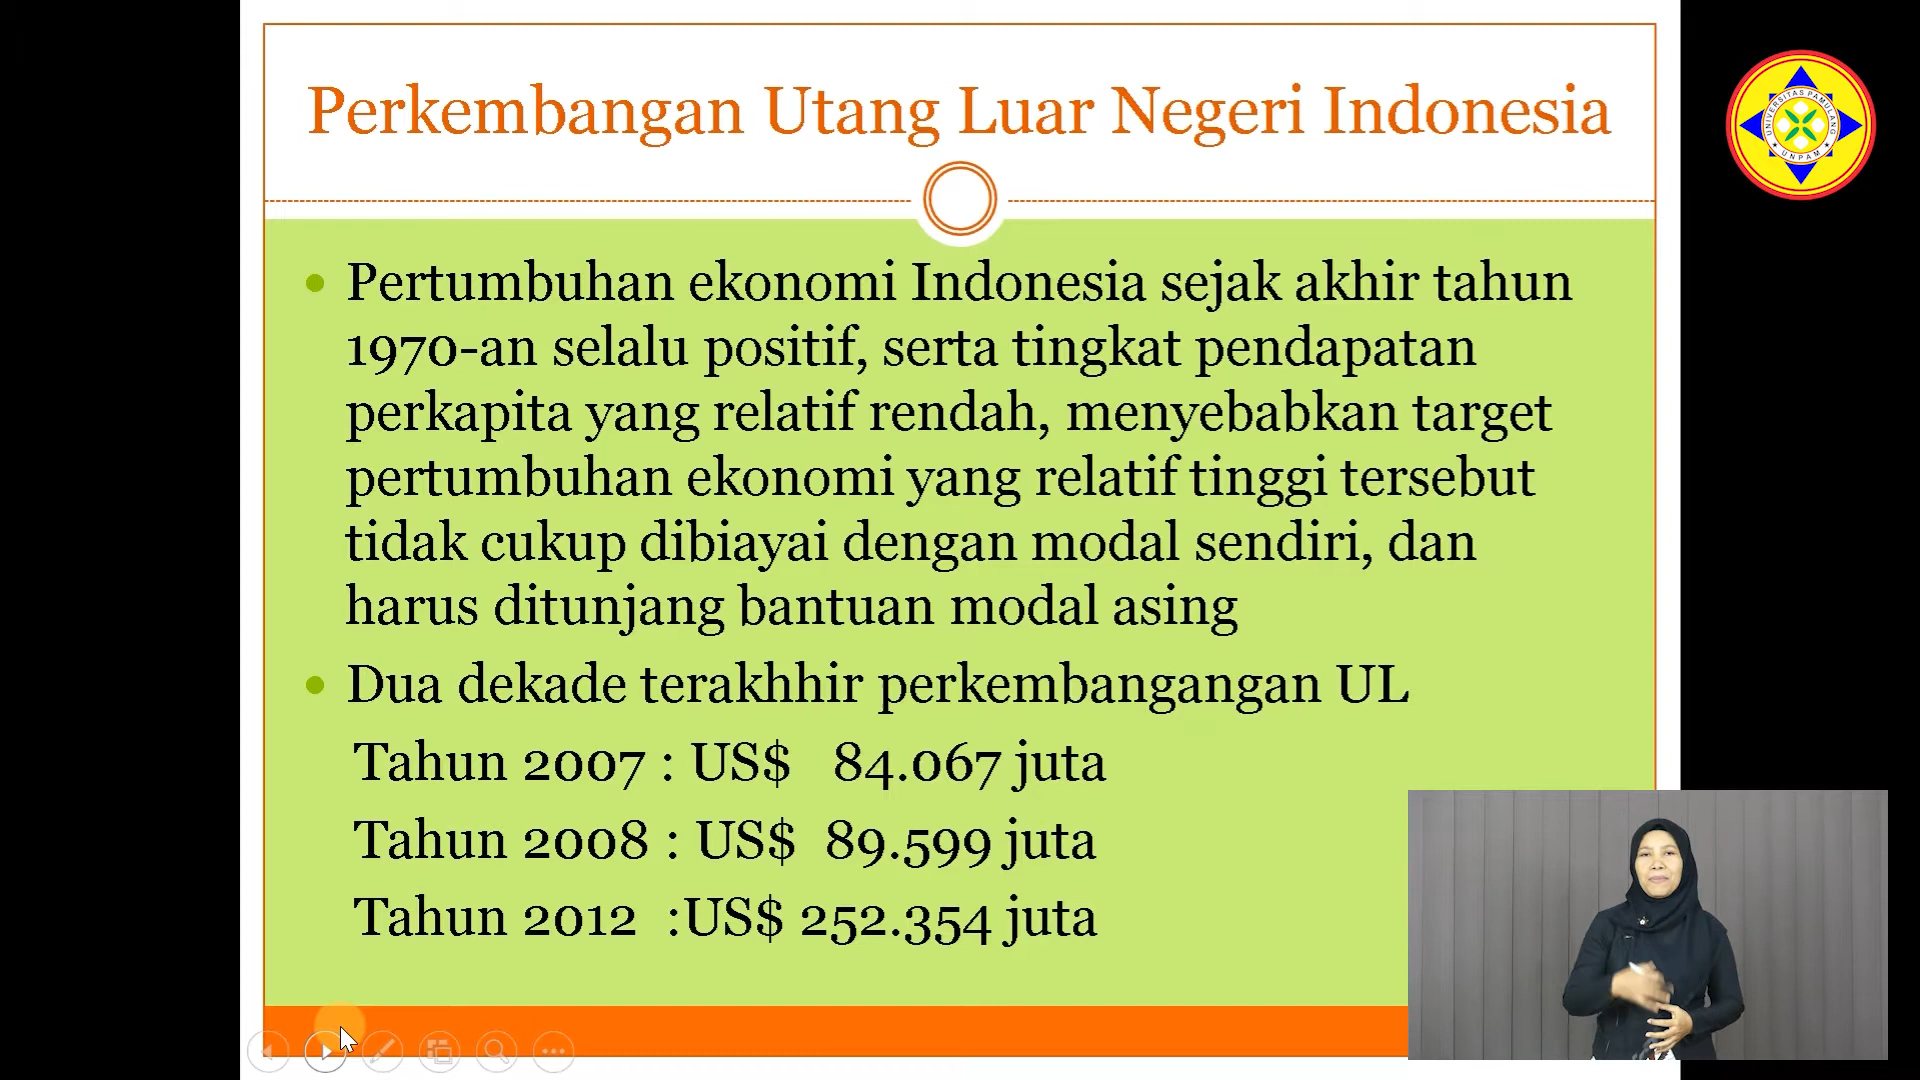 Perkembangan Utang Luar Negeri Indonesia
UNIVERSITAS PAMULANG
UNPAM
• Pertumbuhan ekonomi Indonesia sejak akhir tahun
1970-an selalu positif, serta tingkat pendapatan
perkapita yang relatif rendah, menyebabkan target
pertumbuhan ekonomi yang relatif tinggi tersebut
tidak cukup dibiayai dengan modal sendiri, dan
harus ditunjang bantuan modal asing
• Dua dekade terakhhir perkembangangan UL
Tahun 2007 : US$ 84.067 juta
Tahun 2008 : US$ 89.599 juta
Tahun 2012 :US$ 252.354 juta